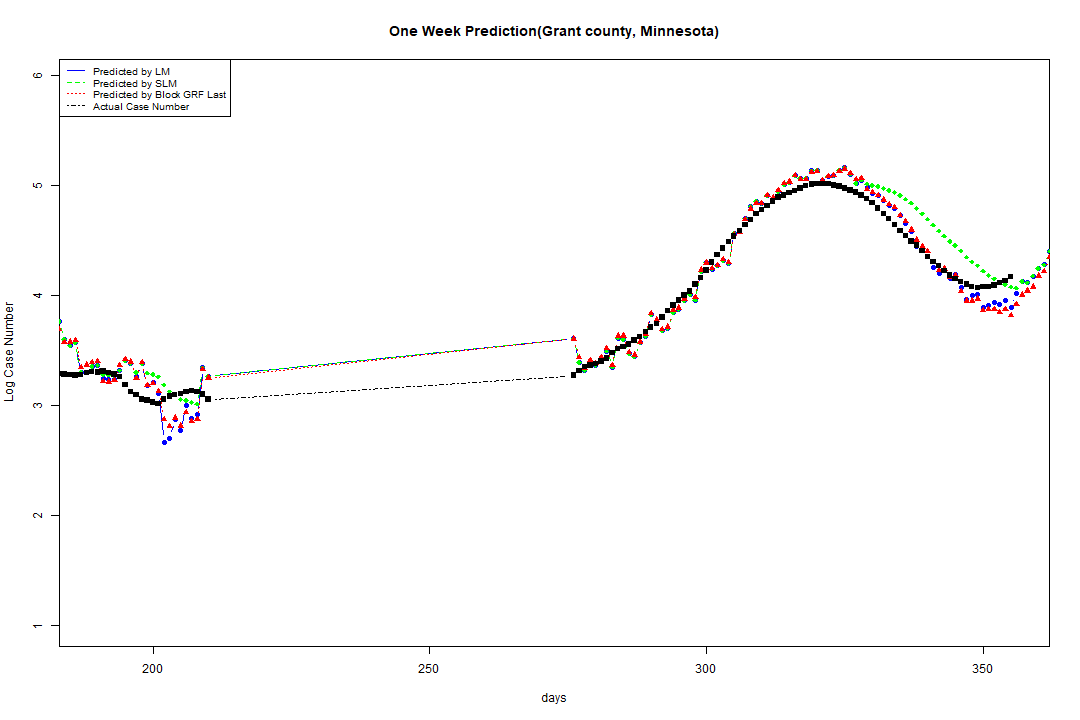 One Week Prediction(Grant county, Minnesota)
Predicted by LM
Predicted by SLM
Predicted by Block GRF Last
Actual Case Number
6
5
4
3
2
1
Log Case Number
200 250 300 350
days